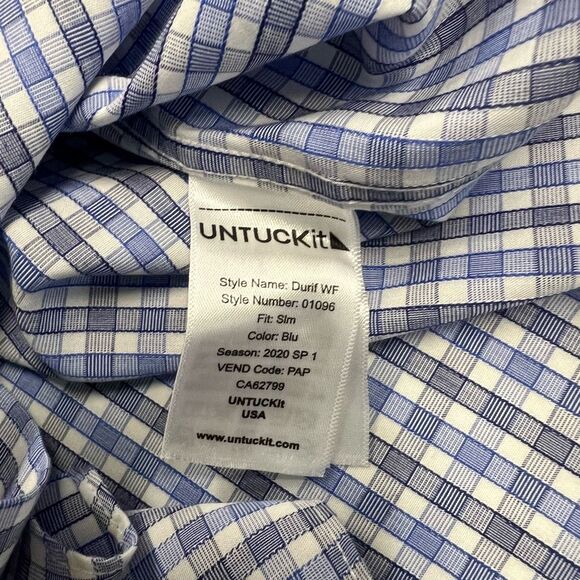 UNTUCKit
Style Name: Durif WF
Style Number: 01096
Fit: Slm
Color: Blu
Season: 2020 SP 1
VEND Code: PAP
CA62799
UNTUCKit
USA
www.untuckit.com